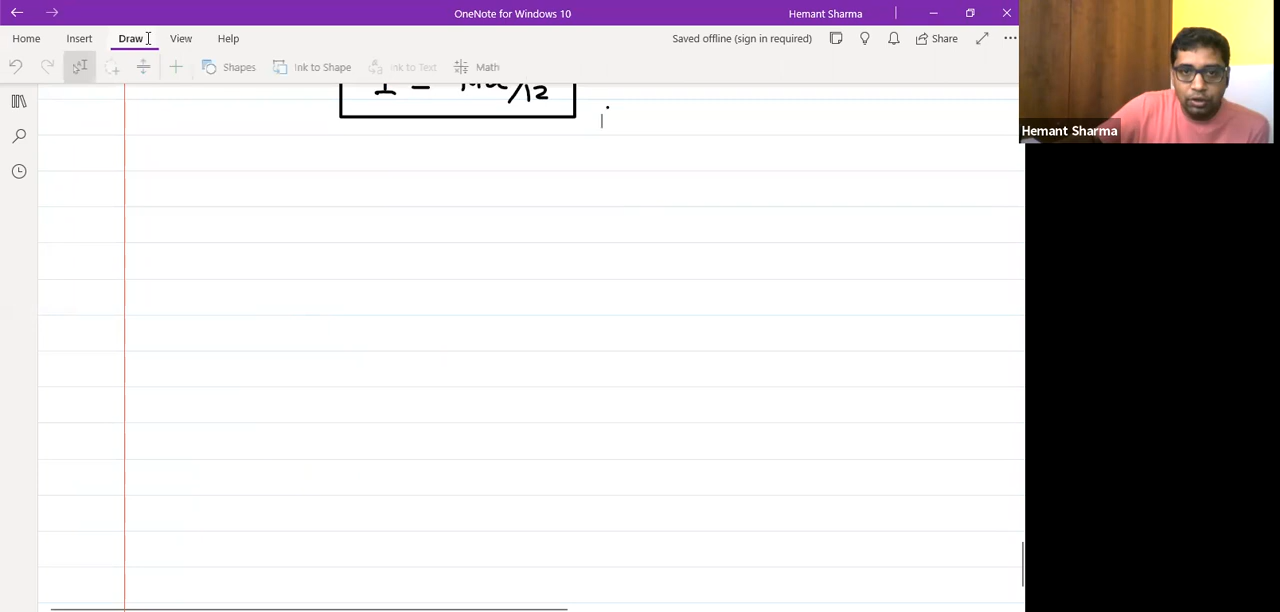 OneNote for Windows 10
Hemant Sharma
Home Insert Draw View Help
Saved offline (sign in required)
Share
Shapes
Ink to Shape
Ink to Text
Math
I =
/12
Hemant Sharma